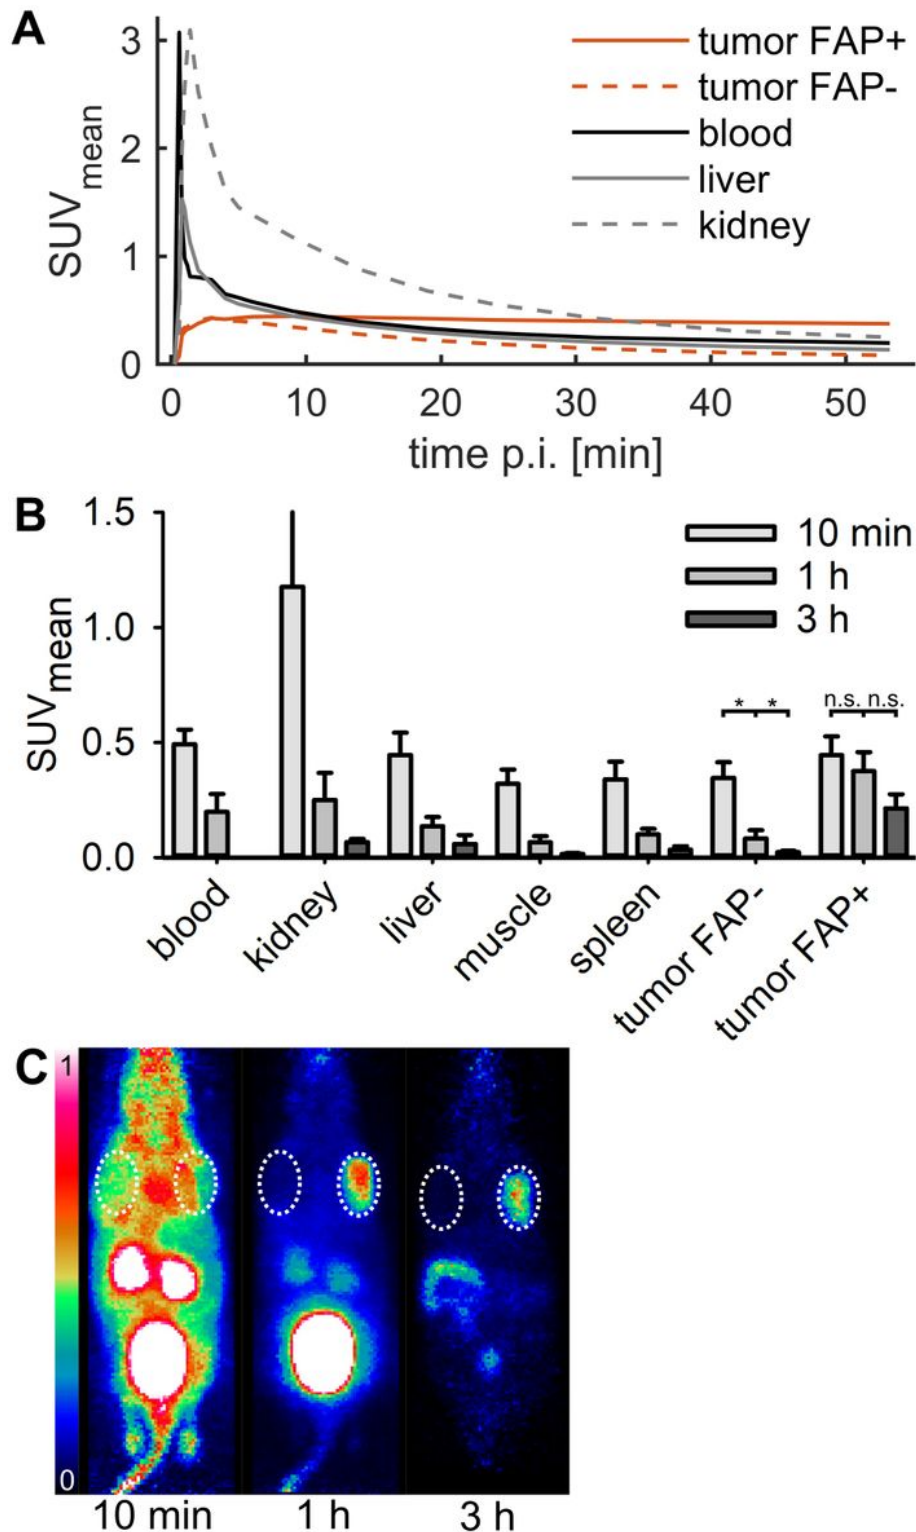 A
3
2
1
0
SUVmean
tumor FAP+
tumor FAP-
blood
liver
kidney
0 10 20 30 40 50
time p.i. [min]
B
1.5
1.0
0.5
0.0
SUVmean
10 min
1 h
3 h
* *
n.s. n.s.
blood
kidney
liver
muscle
spleen
tumor FAP-
tumor FAP+
C
1
0
10 min 1 h 3 h